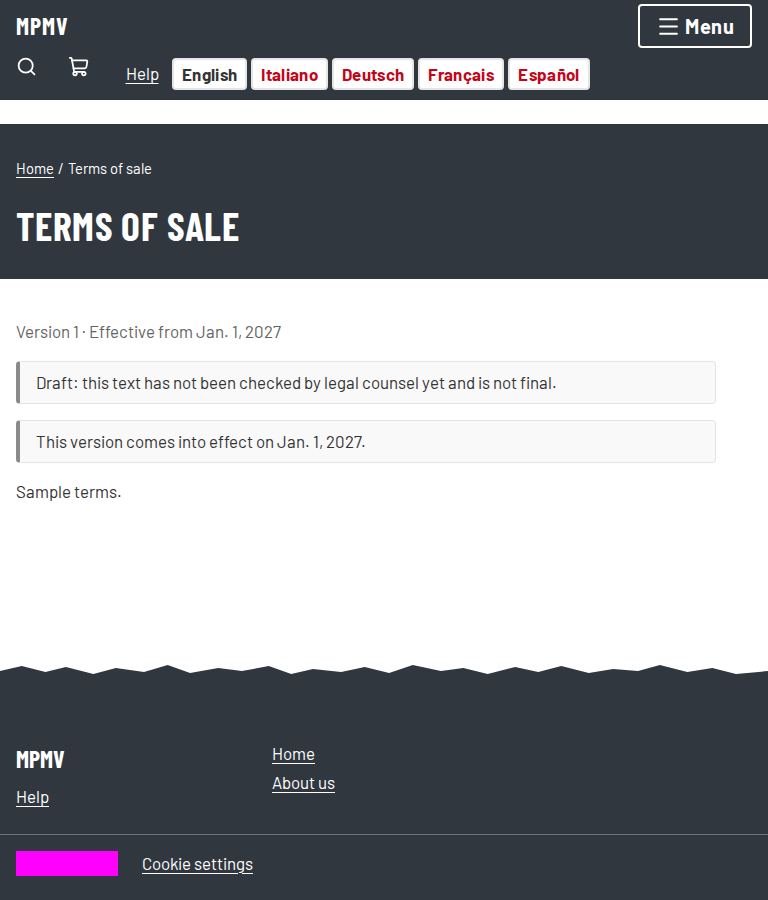 MPMV
Menu
Help English Italiano Deutsch Français Español
Home / Terms of sale
TERMS OF SALE
Version 1 · Effective from Jan. 1, 2027
Draft: this text has not been checked by legal counsel yet and is not final.
This version comes into effect on Jan. 1, 2027.
Sample terms.
MPMV
Help
Home
About us
Cookie settings